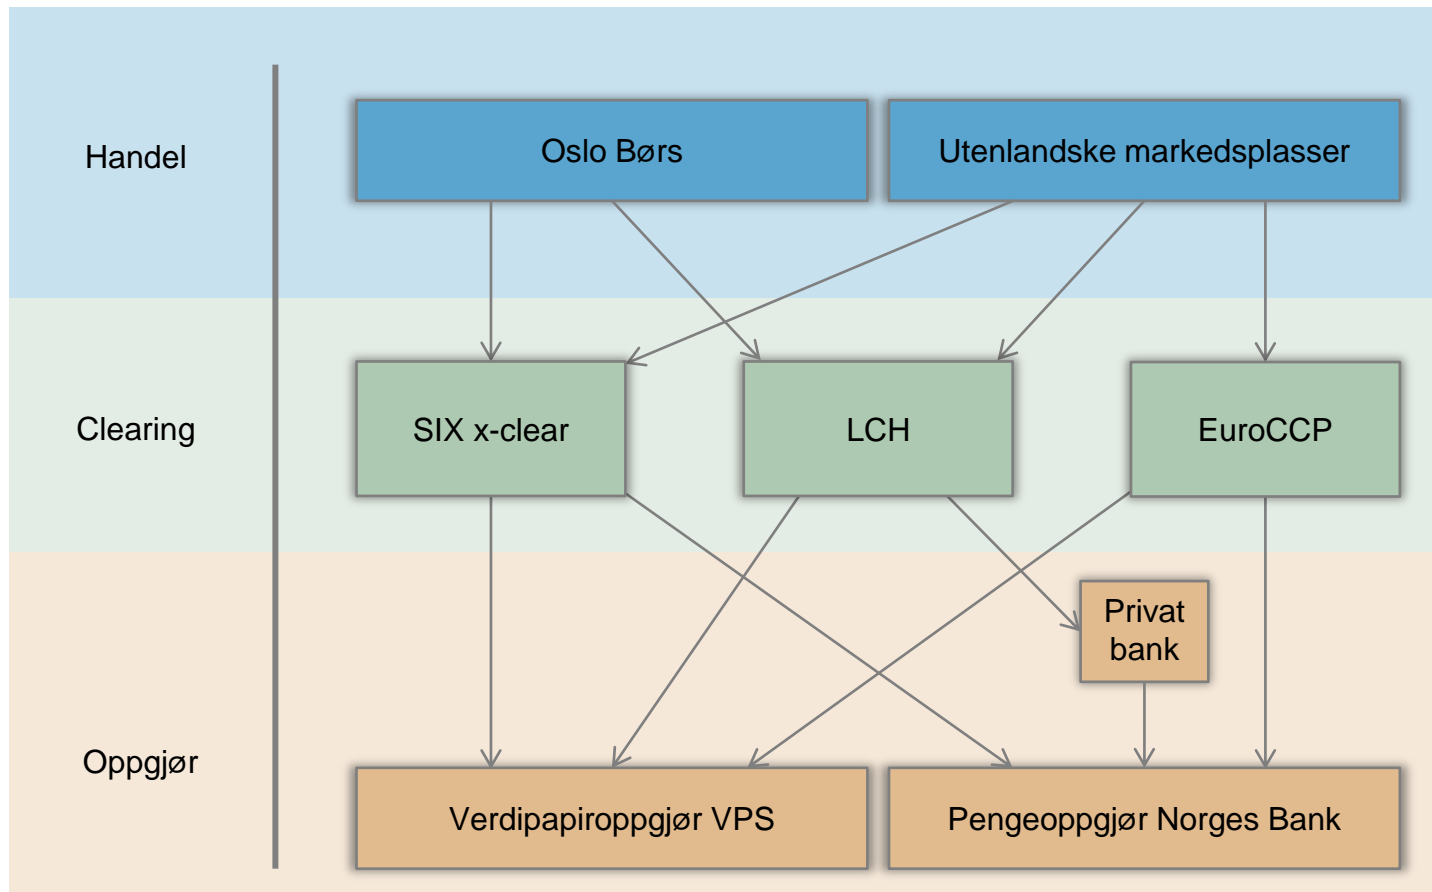 Handel
Oslo Børs
Utenlandske markedsplasser
Clearing
SIX x-clear
LCH
EuroCCP
Privat
bank
Oppgjør
Verdipapiroppgjør VPS
Pengeoppgjør Norges Bank